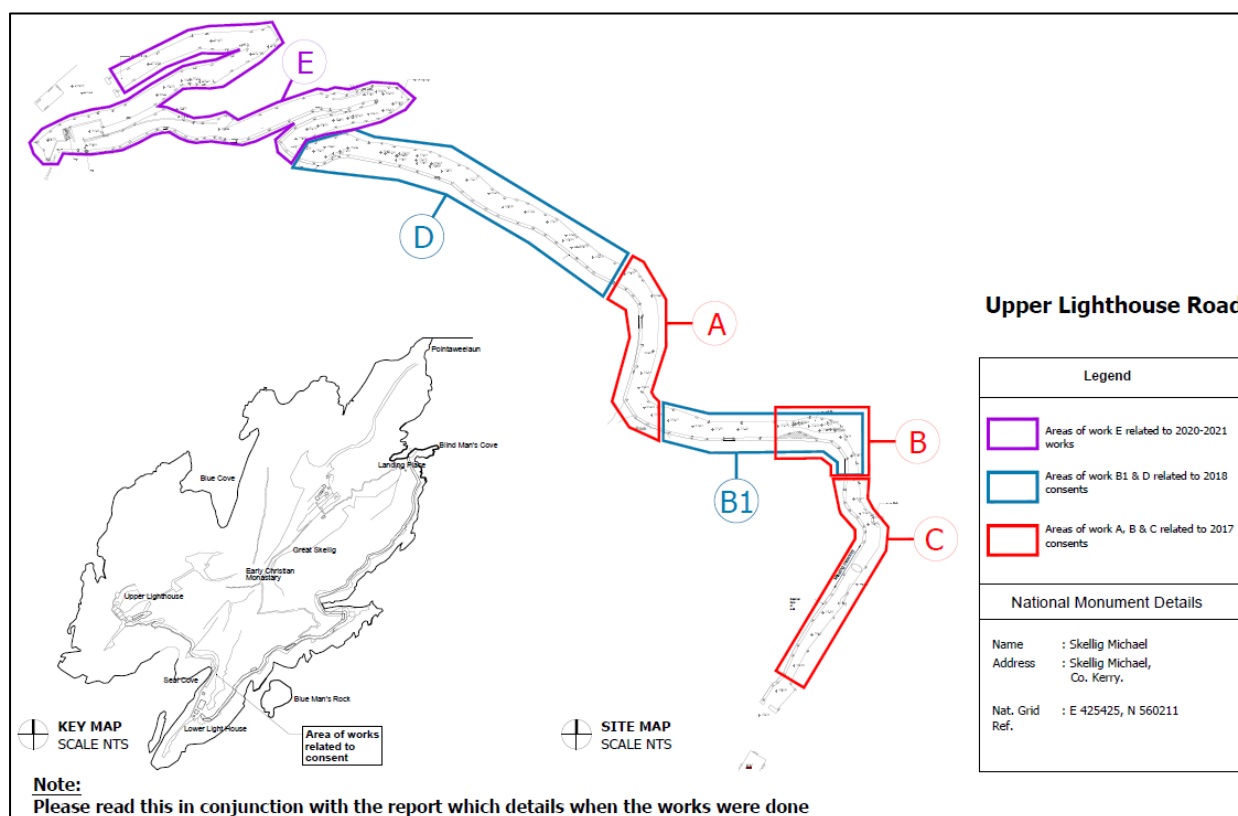 E
D
A
B
B1
C
Upper Lighthouse Road
Legend
Areas of work E related to 2020-2021
works
Areas of work B1 & D related to 2018
consents
Areas of work A, B & C related to 2017
consents
National Monument Details
Name : Skellig Michael
Address : Skellig Michael,
Co. Kerry.
Nat. Grid : E 425425, N 560211
Ref.
Pointaweelaun
Blind Man's Cove
Landing Place
Blue Cove
Great Skellig
Early Christian
Monastary
Upper Lighthouse
Seal Cove
Blue Man's Rock
Lower Light House
Area of works
related to
consent
KEY MAP
SCALE NTS
SITE MAP
SCALE NTS
Note:
Please read this in conjunction with the report which details when the works were done